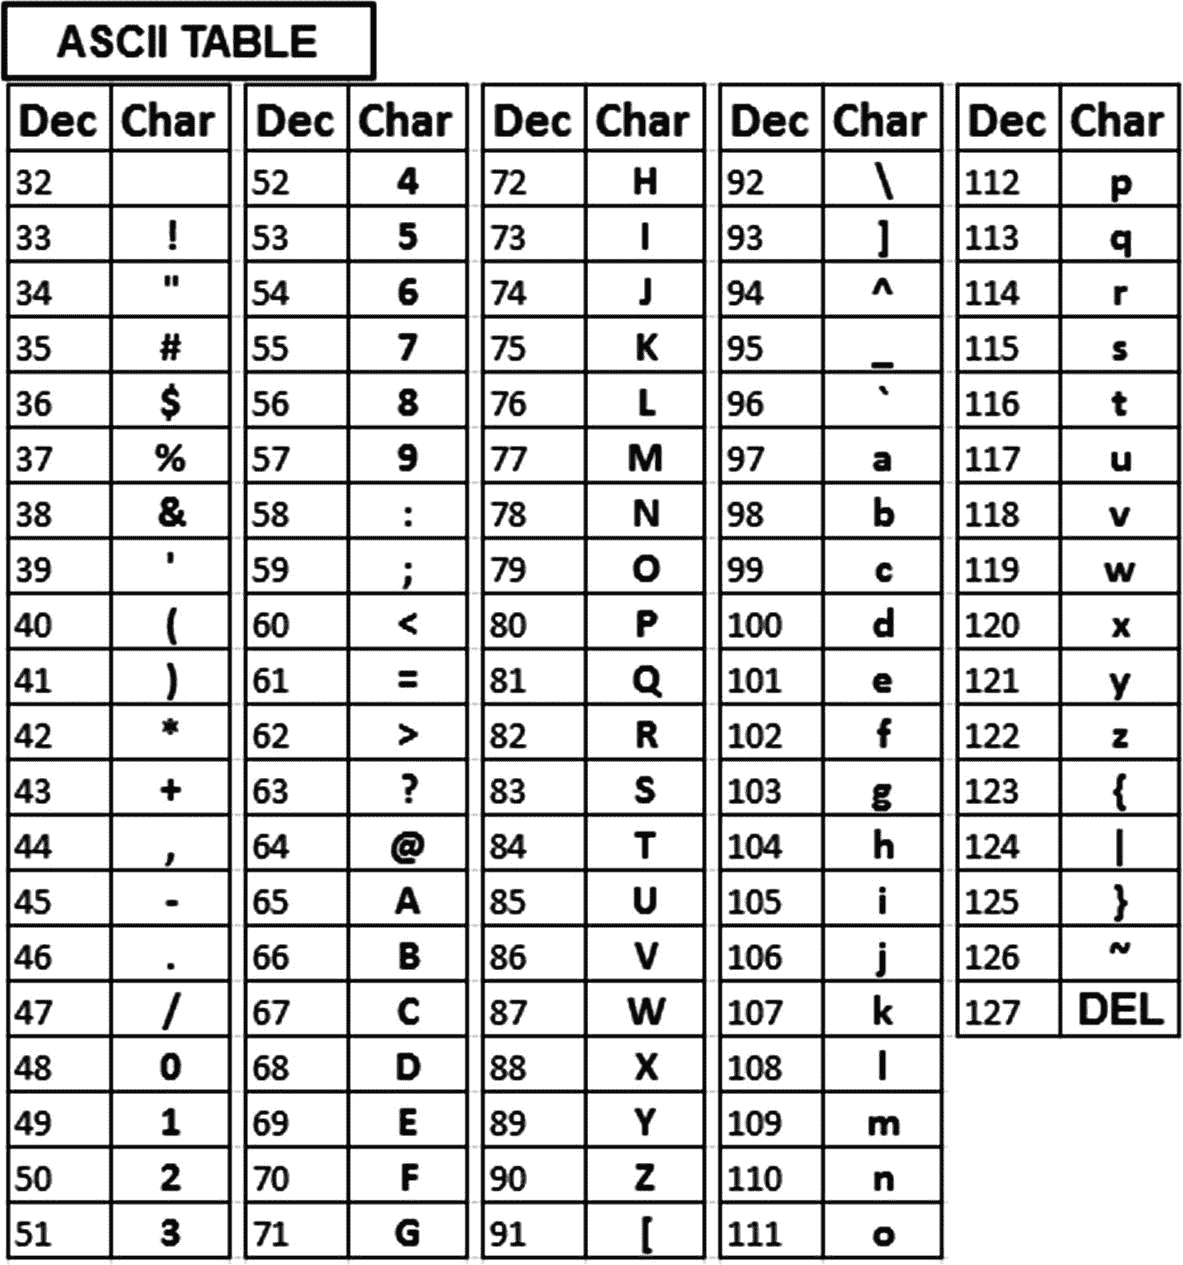 ASCII TABLE
Dec Char Dec Char Dec Char Dec Char Dec Char
32 52 4 72 H 92 \ 112 p
33 ! 53 5 73 I 93 ] 113 q
34 " 54 6 74 J 94 ^ 114 r
35 # 55 7 75 K 95 _ 115 s
36 $ 56 8 76 L 96 ` 116 t
37 % 57 9 77 M 97 a 117 u
38 & 58 : 78 N 98 b 118 v
39 ' 59 ; 79 O 99 c 119 w
40 ( 60 < 80 P 100 d 120 x
41 ) 61 = 81 Q 101 e 121 y
42 * 62 > 82 R 102 f 122 z
43 + 63 ? 83 S 103 g 123 {
44 , 64 @ 84 T 104 h 124 |
45 - 65 A 85 U 105 i 125 }
46 . 66 B 86 V 106 j 126 ~
47 / 67 C 87 W 107 k 127 DEL
48 0 68 D 88 X 108 l
49 1 69 E 89 Y 109 m
50 2 70 F 90 Z 110 n
51 3 71 G 91 [ 111 o